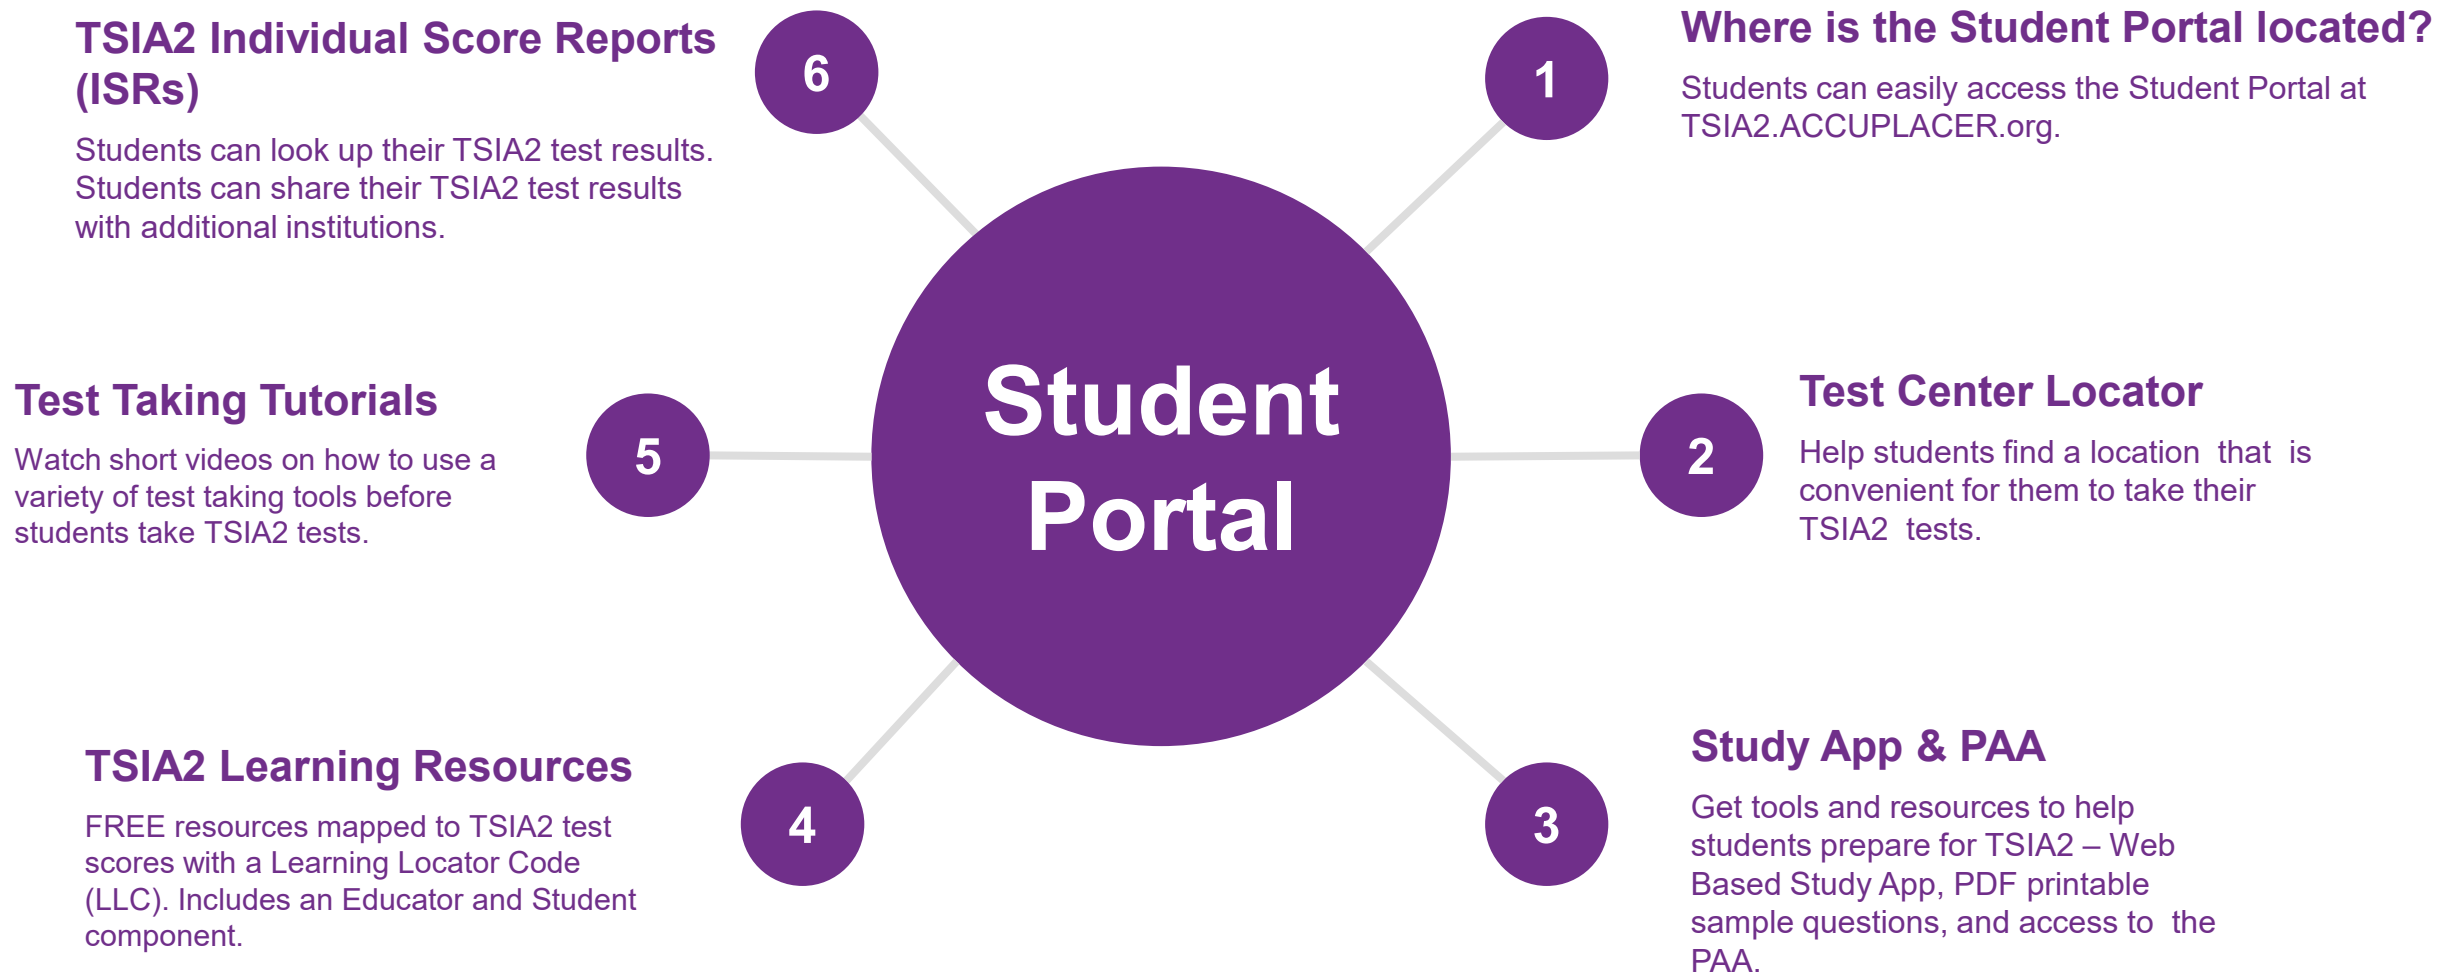 Student
Portal
1
Where is the Student Portal located?
Students can easily access the Student Portal at
TSIA2.ACCUPLACER.org.
2
Test Center Locator
Help students find a location that is
convenient for them to take their
TSIA2 tests.
3
Study App & PAA
Get tools and resources to help
students prepare for TSIA2 – Web
Based Study App, PDF printable
sample questions, and access to the
PAA.
4
TSIA2 Learning Resources
FREE resources mapped to TSIA2 test
scores with a Learning Locator Code
(LLC). Includes an Educator and Student
component.
5
Test Taking Tutorials
Watch short videos on how to use a
variety of test taking tools before
students take TSIA2 tests.
6
TSIA2 Individual Score Reports
(ISRs)
Students can look up their TSIA2 test results.
Students can share their TSIA2 test results
with additional institutions.